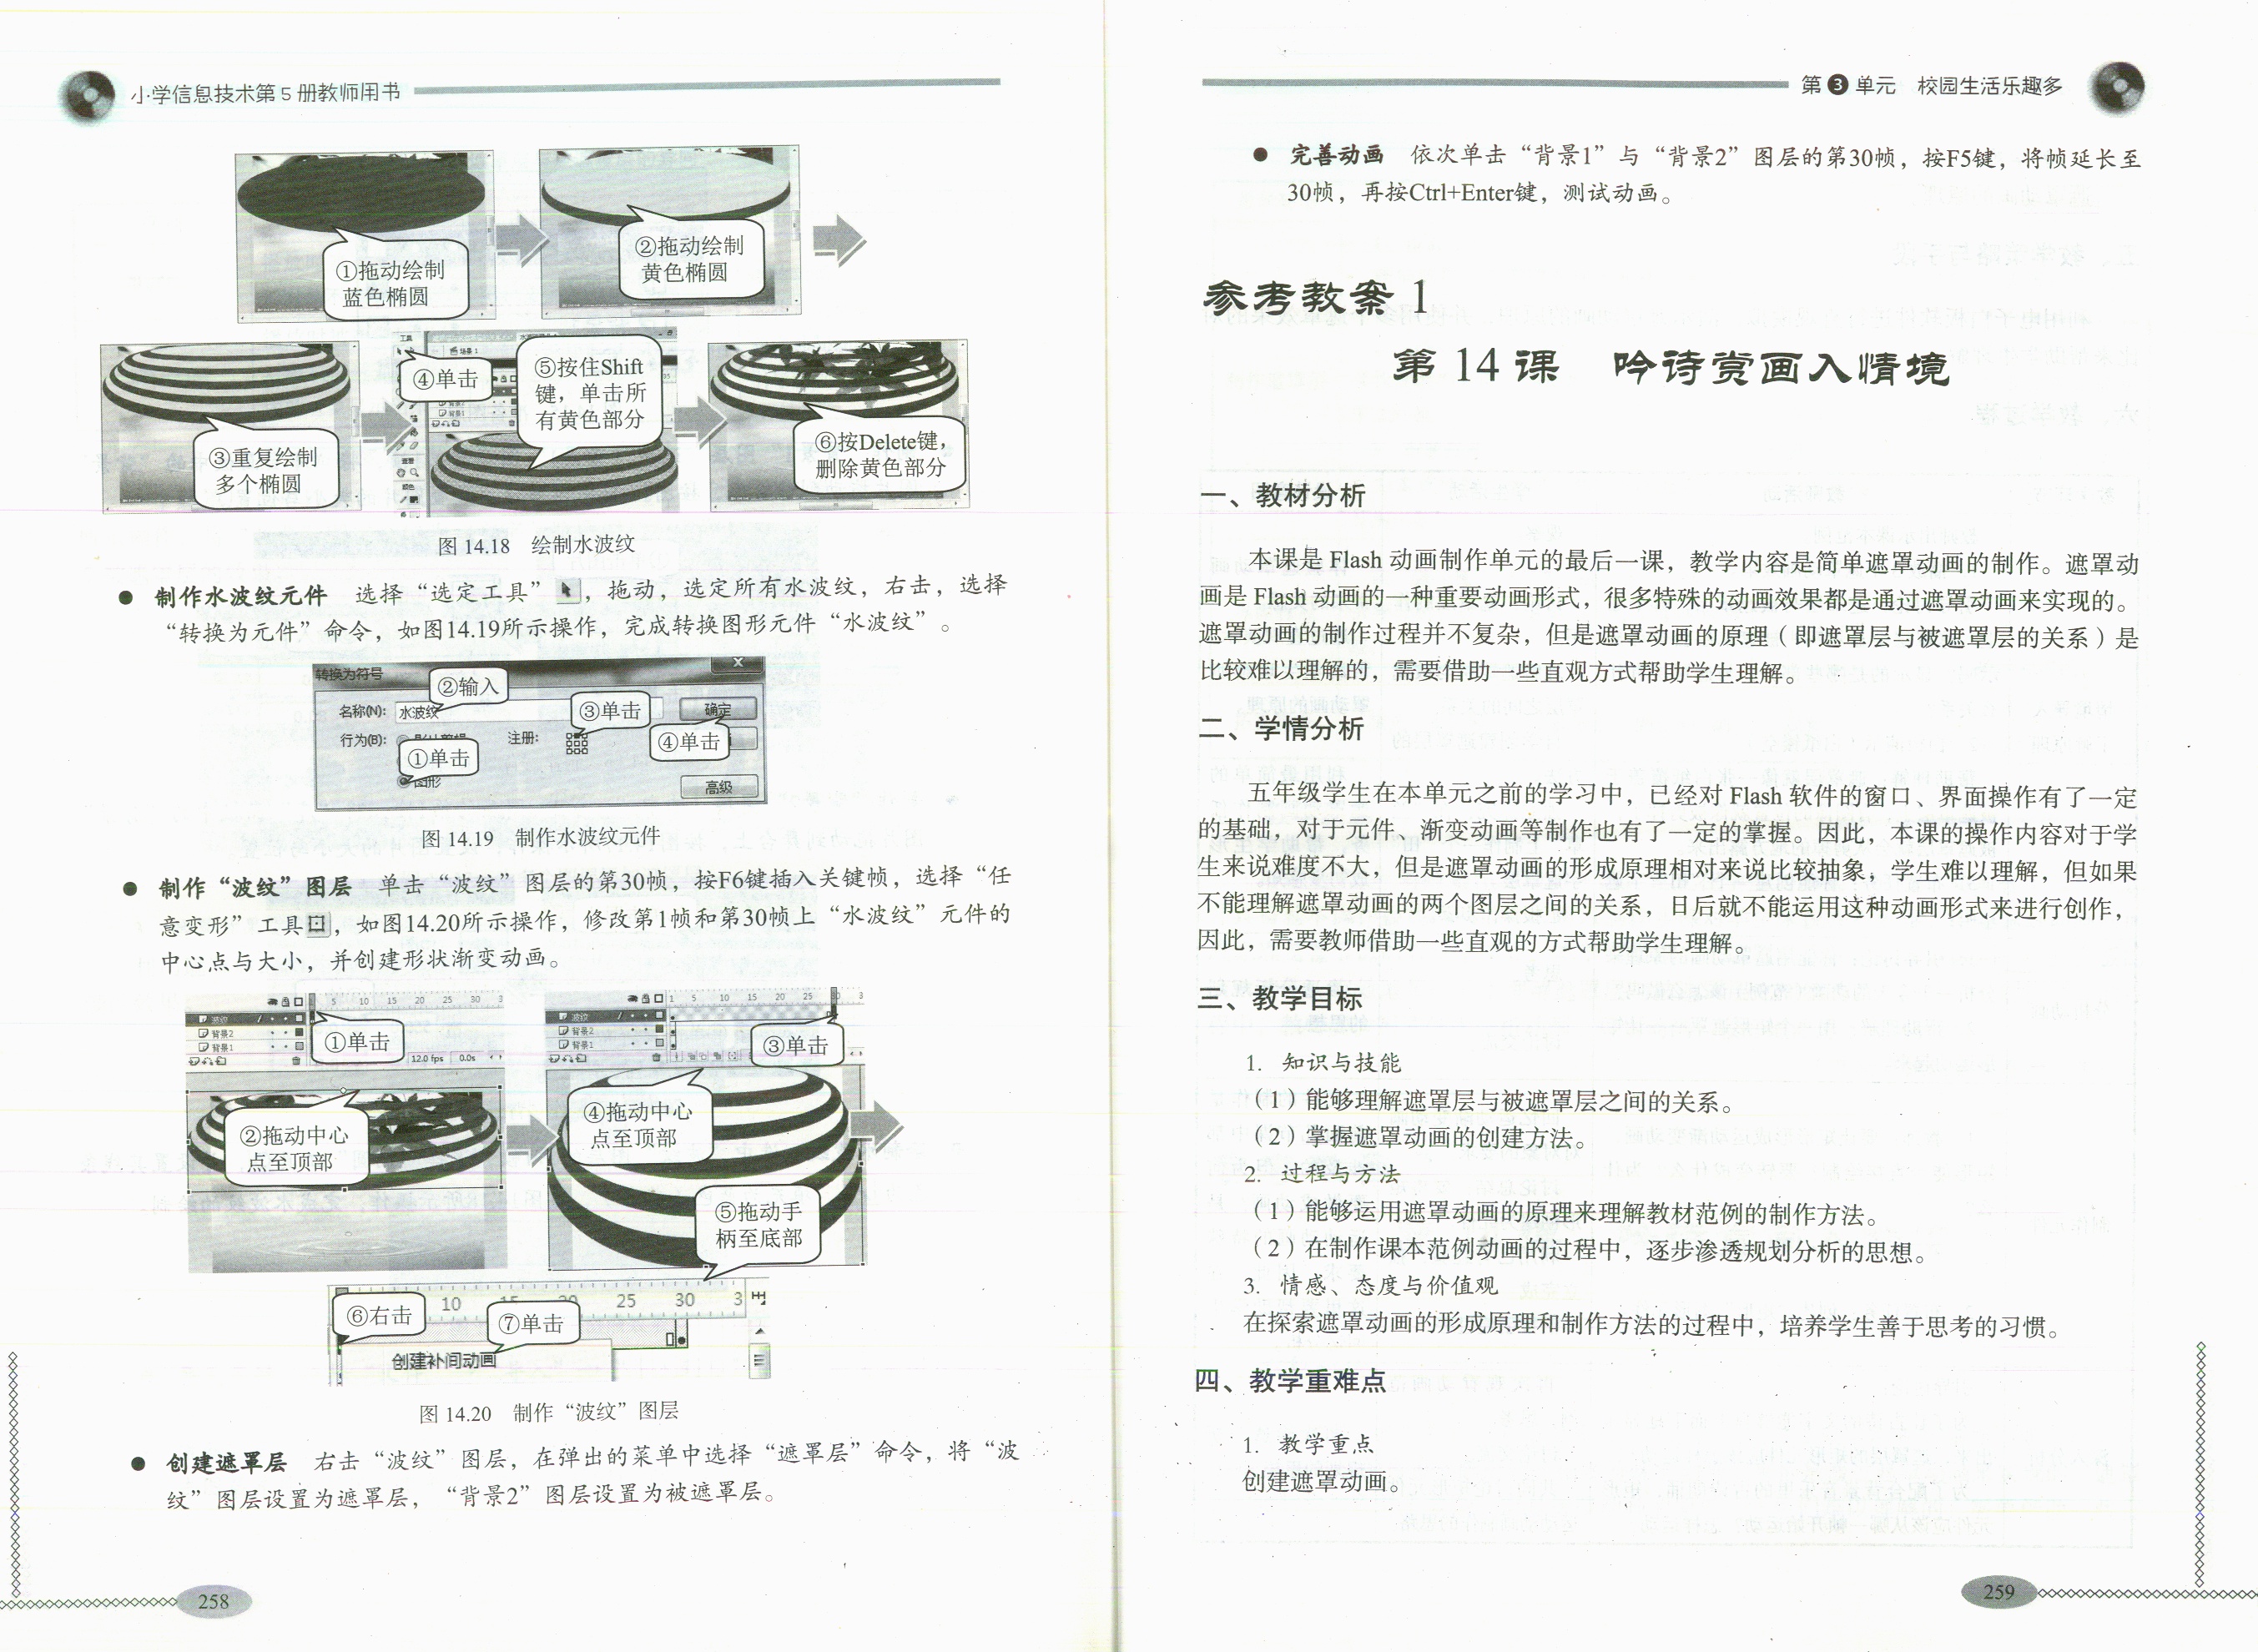 小学信息技术第5册教师用书
①拖动绘制
蓝色椭圆
②拖动绘制
黄色椭圆
③重复绘制
多个椭圆
④单击
⑤按住Shift
键，单击所
有黄色部分
⑥按Delete键，
删除黄色部分
图 14.18 绘制水波纹
● 制作水波纹元件 选择“选定工具”，拖动，选定所有水波纹，右击，选择
“转换为元件”命令，如图14.19所示操作，完成转换图形元件“水波纹”。
转换为符号
②输入
名称(N): 水波纹
③单击
确定
行为(B):
注册:
④单击
①单击
图形
高级
图 14.19 制作水波纹元件
● 制作“波纹”图层 单击“波纹”图层的第30帧，按F6键插入关键帧，选择“任
意变形”工具，如图14.20所示操作，修改第1帧和第30帧上“水波纹”元件的
中心点与大小，并创建形状渐变动画。
5 10 15 20 25 30 3
波纹
背景2
背景1
①单击
12.0 fps 0.0s
②拖动中心
点至顶部
1 5 10 15 20 25 3
波纹
背景2
背景1
③单击
④拖动中心
点至顶部
⑤拖动手
柄至底部
⑥右击
10 25 30 3
⑦单击
创建补间动画
图 14.20 制作“波纹”图层
● 创建遮罩层 右击“波纹”图层，在弹出的菜单中选择“遮罩层”命令，将“波
纹”图层设置为遮罩层，“背景2”图层设置为被遮罩层。
258
第3单元 校园生活乐趣多
● 完善动画 依次单击“背景1”与“背景2”图层的第30帧，按F5键，将帧延长至
30帧，再按Ctrl+Enter键，测试动画。
参考教案 1
第 14 课 吟诗赏画入情境
一、教材分析
本课是 Flash 动画制作单元的最后一课，教学内容是简单遮罩动画的制作。遮罩动
画是 Flash 动画的一种重要动画形式，很多特殊的动画效果都是通过遮罩动画来实现的。
遮罩动画的制作过程并不复杂，但是遮罩动画的原理（即遮罩层与被遮罩层的关系）是
比较难以理解的，需要借助一些直观方式帮助学生理解。
二、学情分析
五年级学生在本单元之前的学习中，已经对 Flash 软件的窗口、界面操作有了一定
的基础，对于元件、渐变动画等制作也有了一定的掌握。因此，本课的操作内容对于学
生来说难度不大，但是遮罩动画的形成原理相对来说比较抽象，学生难以理解，但如果
不能理解遮罩动画的两个图层之间的关系，日后就不能运用这种动画形式来进行创作，
因此，需要教师借助一些直观的方式帮助学生理解。
三、教学目标
1. 知识与技能
（1）能够理解遮罩层与被遮罩层之间的关系。
（2）掌握遮罩动画的创建方法。
2. 过程与方法
（1）能够运用遮罩动画的原理来理解教材范例的制作方法。
（2）在制作课本范例动画的过程中，逐步渗透规划分析的思想。
3. 情感、态度与价值观
在探索遮罩动画的形成原理和制作方法的过程中，培养学生善于思考的习惯。
四、教学重难点
1. 教学重点
创建遮罩动画。
259